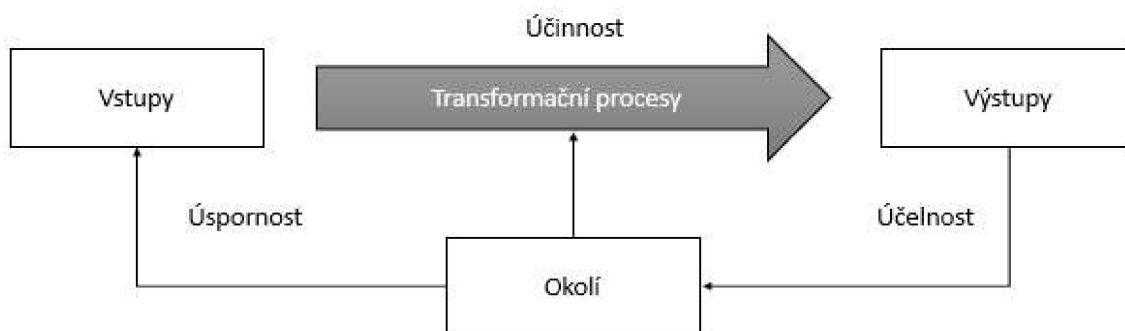 Účinnost
Vstupy
Transformační procesy
Výstupy
Úspornost
Účelnost
Okolí